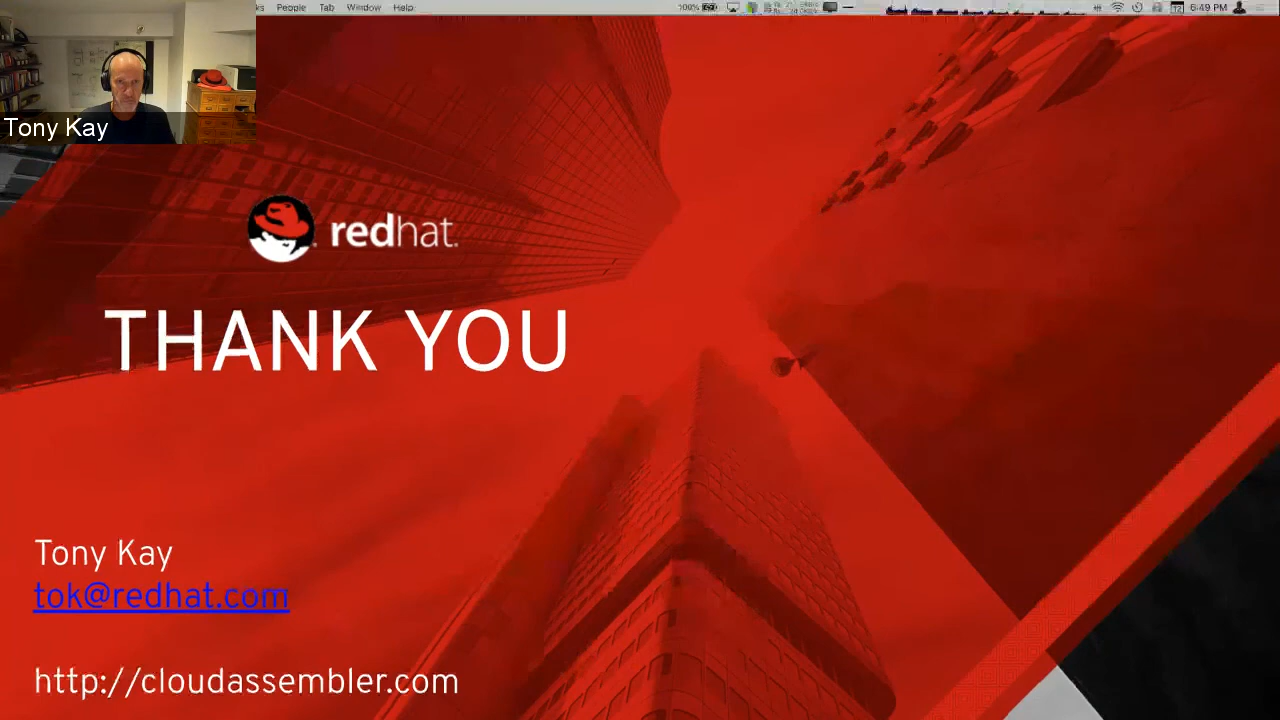 People Tab Window Help
100%
6:49 PM
Tony Kay
redhat.
THANK YOU
Tony Kay
tok@redhat.com
http://cloudassembler.com